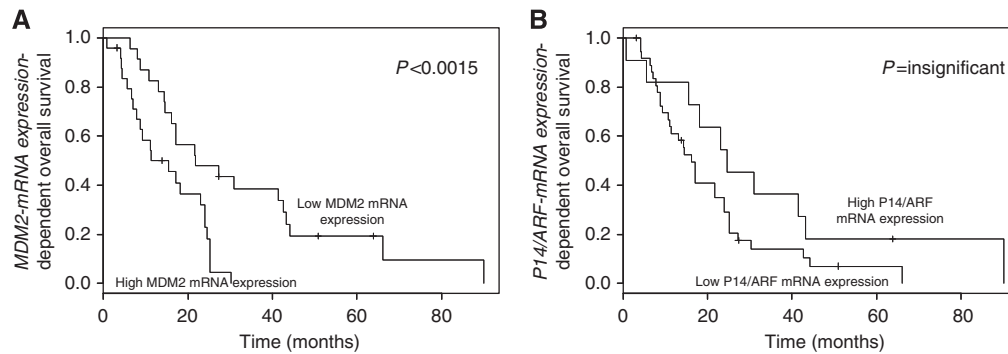 A
MDM2-mRNA expression-
dependent overall survival
1.0
0.8
0.6
0.4
0.2
0.0
P<0.0015
Low MDM2 mRNA
expression
High MDM2 mRNA expression
0
20
40
60
80
Time (months)
B
P14/ARF-mRNA expression-
dependent overall survival
1.0
0.8
0.6
0.4
0.2
0.0
P=insignificant
High P14/ARF
mRNA expression
Low P14/ARF mRNA expression
0
20
40
60
80
Time (months)